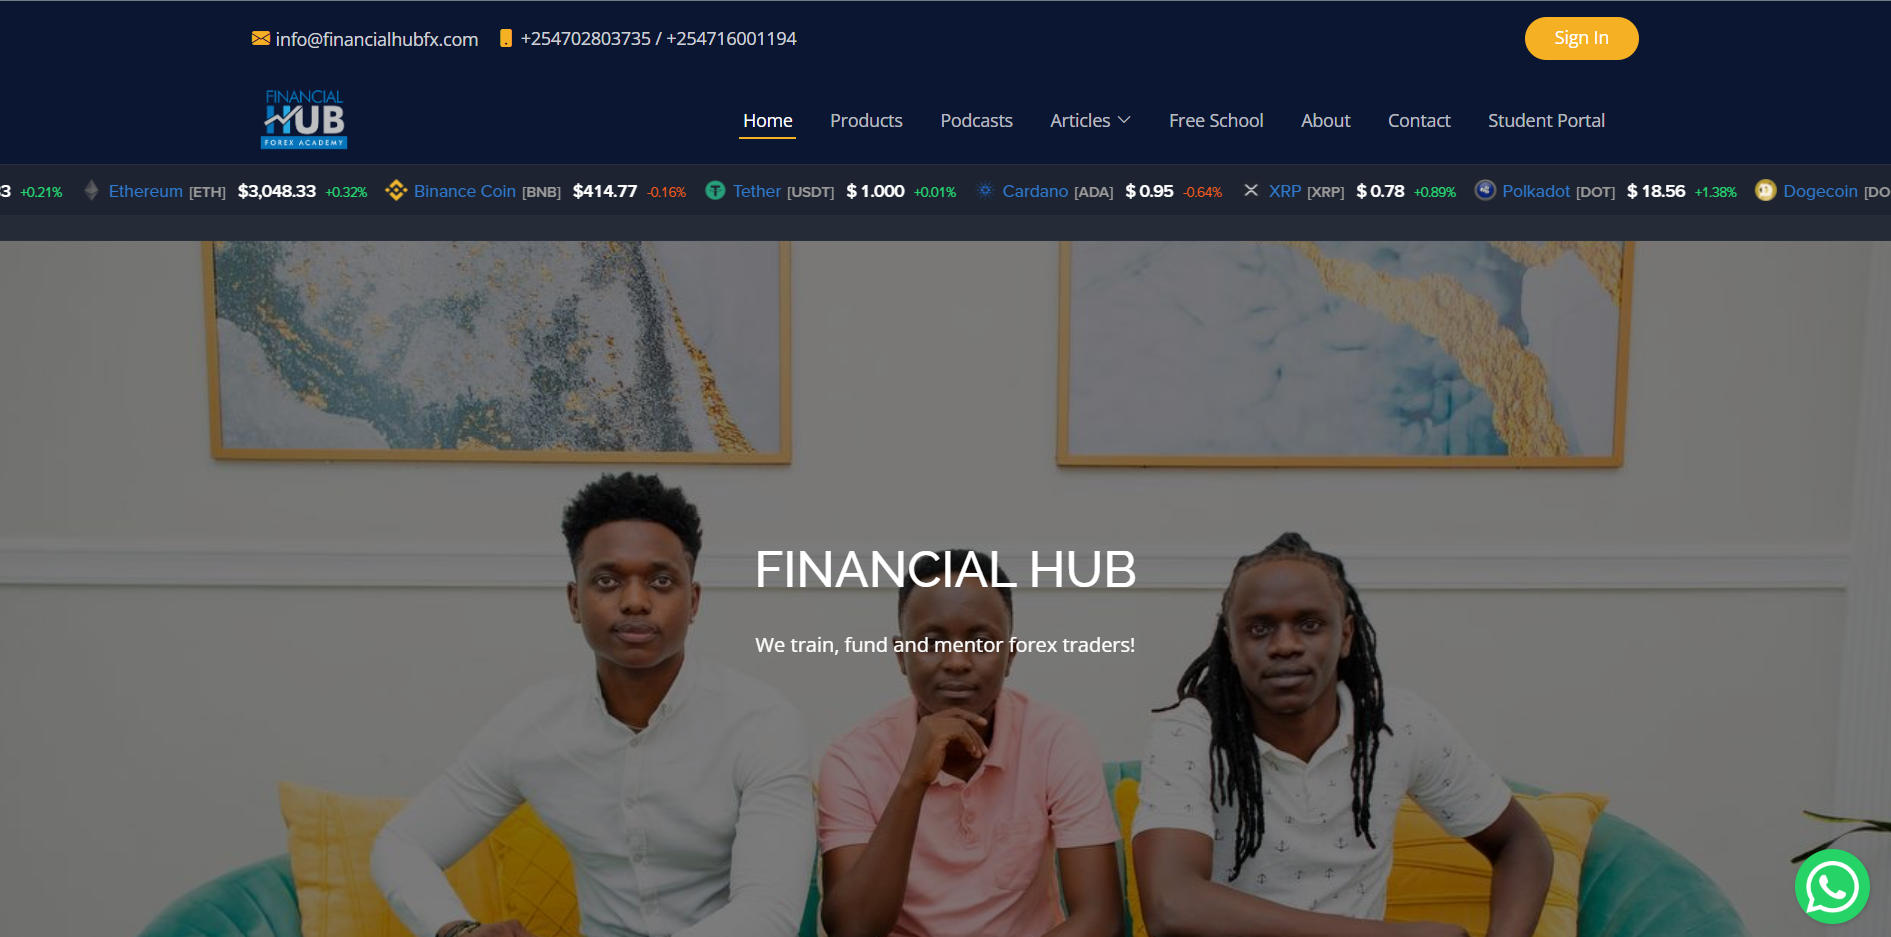 info@financialhubfx.com +254702803735 / +254716001194 Sign In
FINANCIAL
HUB
FOREX ACADEMY
Home Products Podcasts Articles Free School About Contact Student Portal
3 +0.21% Ethereum [ETH] $3,048.33 +0.32% Binance Coin [BNB] $414.77 -0.16% Tether [USDT] $ 1.000 +0.01% Cardano [ADA] $ 0.95 -0.64% XRP [XRP] $ 0.78 +0.89% Polkadot [DOT] $ 18.56 +1.38% Dogecoin [DO
FINANCIAL HUB
We train, fund and mentor forex traders!